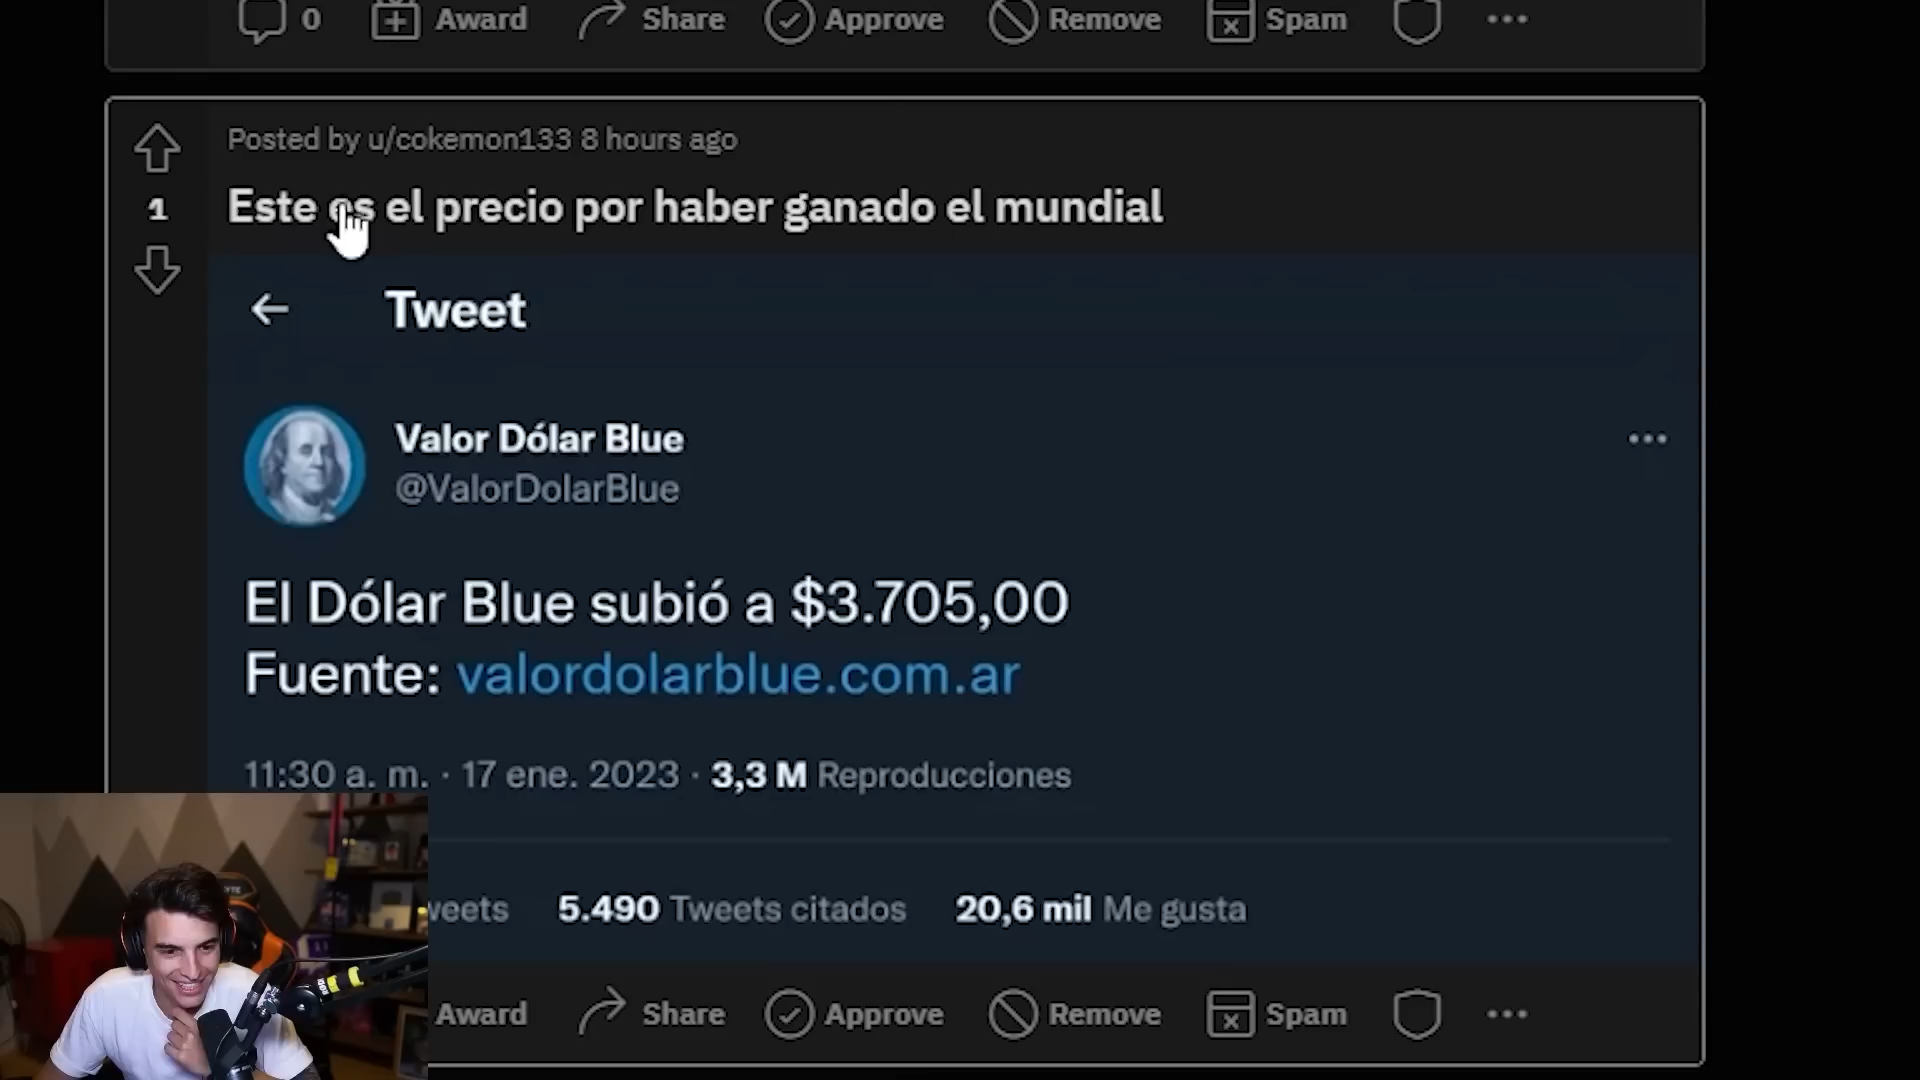 0 Award Share Approve Remove Spam
Posted by u/cokemon133 8 hours ago
1
Este es el precio por haber ganado el mundial
Tweet
Valor Dólar Blue
@ValorDolarBlue
El Dólar Blue subió a $3.705,00
Fuente: valordolarblue.com.ar
11:30 a. m. · 17 ene. 2023 · 3,3 M Reproducciones
weets 5.490 Tweets citados 20,6 mil Me gusta
Award Share Approve Remove Spam